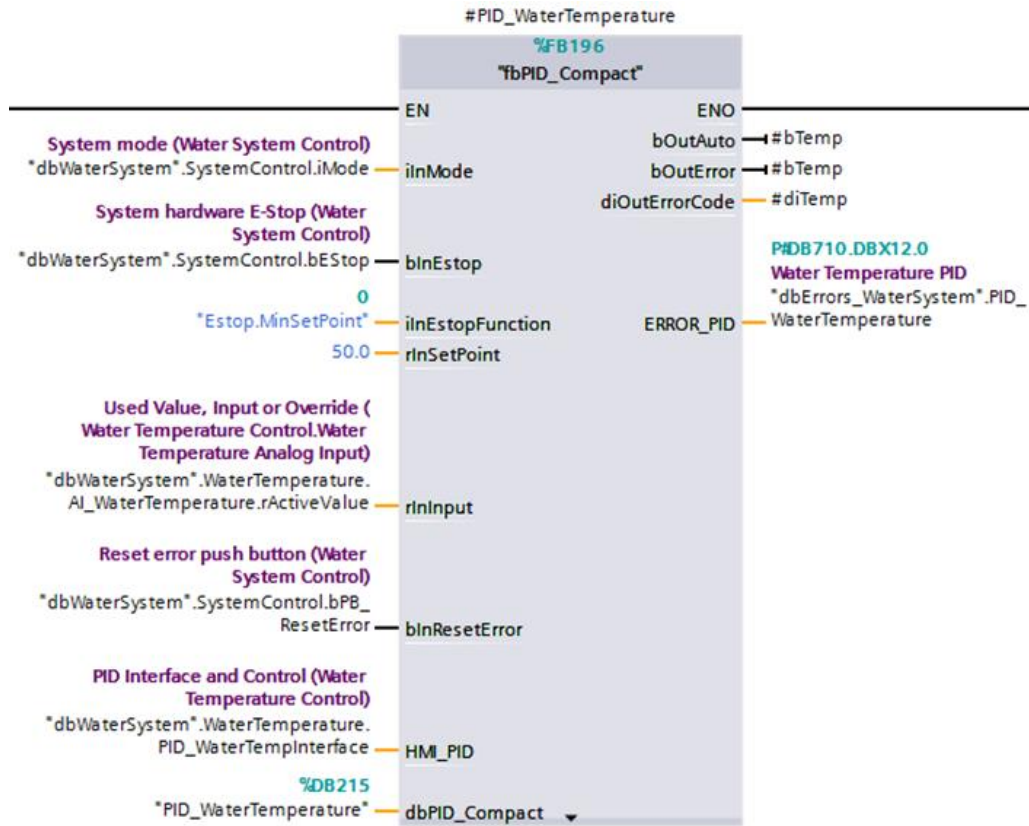 #PID_WaterTemperature
%FB196
"fbPID_Compact"
EN
ENO
System mode (Water System Control)
"dbWaterSystem".SystemControl.iMode
iInMode
bOutAuto
#bTemp
bOutError
#bTemp
diOutErrorCode
#diTemp
System hardware E-Stop (Water
System Control)
"dbWaterSystem".SystemControl.bEStop
bInEstop
P#DB710.DBX12.0
Water Temperature PID
"dbErrors_WaterSystem".PID_
WaterTemperature
ERROR_PID
0
"Estop.MinSetPoint"
iInEstopFunction
50.0
rInSetPoint
Used Value, Input or Override (
Water Temperature Control.Water
Temperature Analog Input)
"dbWaterSystem".WaterTemperature.
AI_WaterTemperature.rActiveValue
rInInput
Reset error push button (Water
System Control)
"dbWaterSystem".SystemControl.bPB_
ResetError
bInResetError
PID Interface and Control (Water
Temperature Control)
"dbWaterSystem".WaterTemperature.
PID_WaterTempInterface
HMI_PID
%DB215
"PID_WaterTemperature"
dbPID_Compact